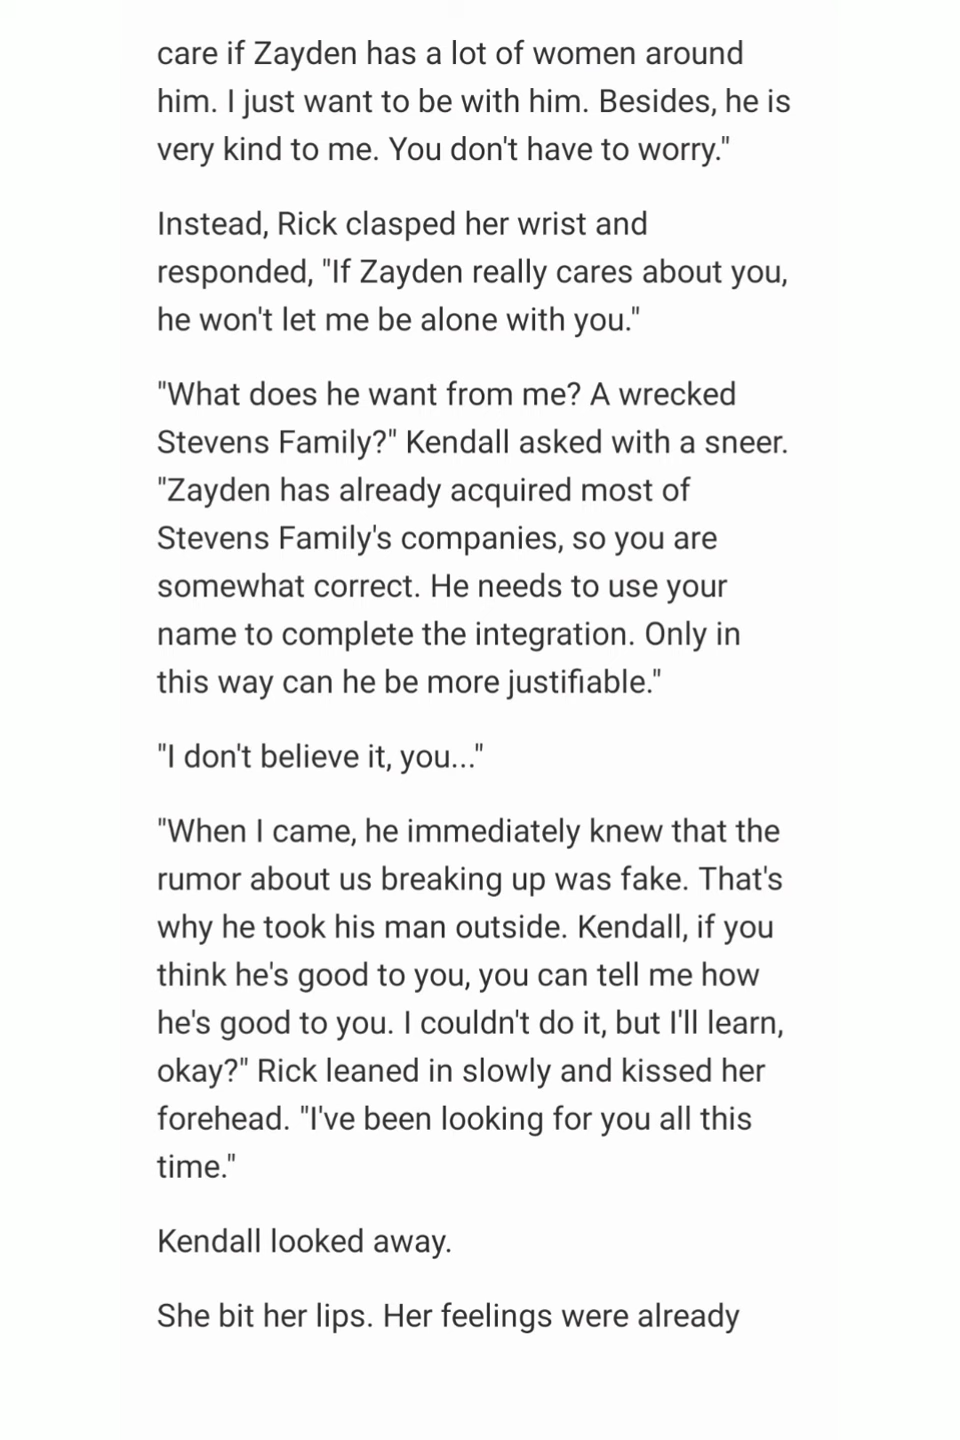 care if Zayden has a lot of women around
him. I just want to be with him. Besides, he is
very kind to me. You don't have to worry."
Instead, Rick clasped her wrist and
responded, "If Zayden really cares about you,
he won't let me be alone with you."
"What does he want from me? A wrecked
Stevens Family?" Kendall asked with a sneer.
"Zayden has already acquired most of
Stevens Family's companies, so you are
somewhat correct. He needs to use your
name to complete the integration. Only in
this way can he be more justifiable."
"I don't believe it, you..."
"When I came, he immediately knew that the
rumor about us breaking up was fake. That's
why he took his man outside. Kendall, if you
think he's good to you, you can tell me how
he's good to you. I couldn't do it, but I'll learn,
okay?" Rick leaned in slowly and kissed her
forehead. "I've been looking for you all this
time."
Kendall looked away.
She bit her lips. Her feelings were already